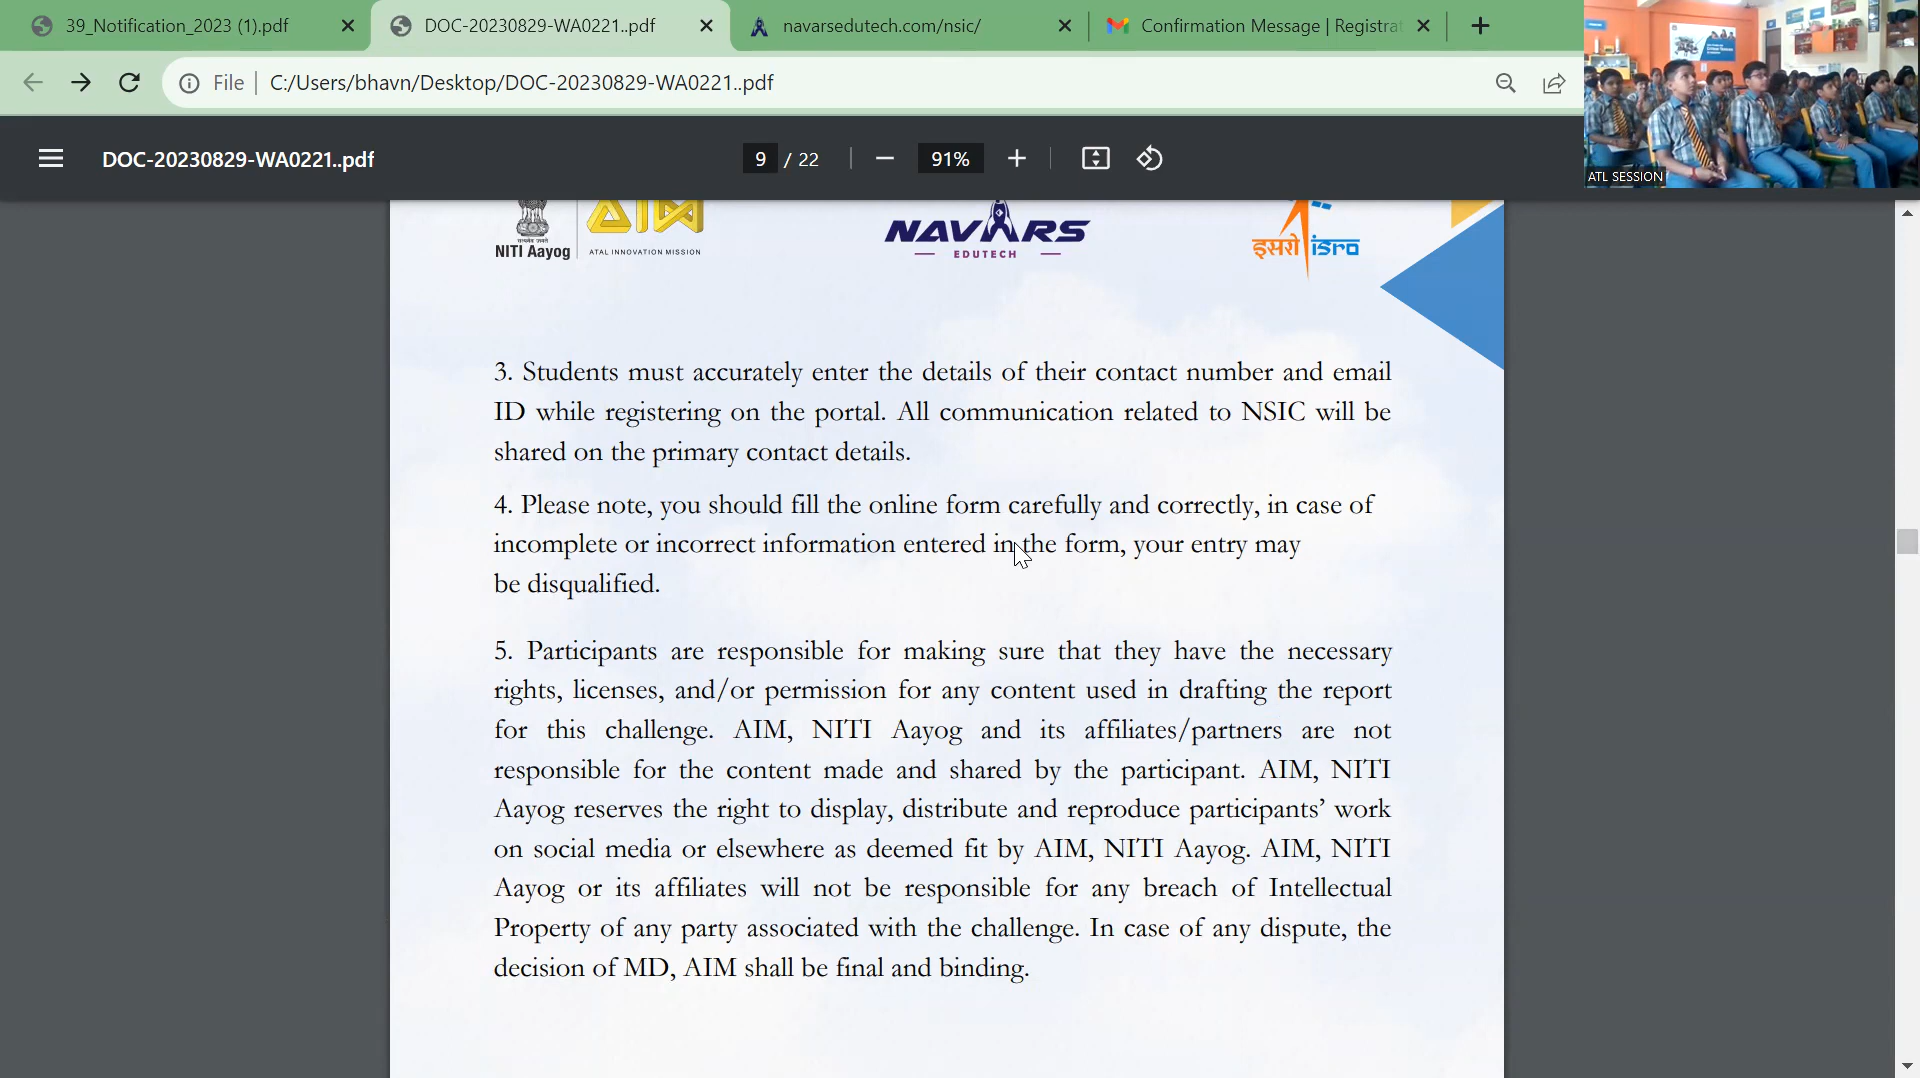 39_Notification_2023 (1).pdf
DOC-20230829-WA0221..pdf
navarsedutech.com/nsic/
Confirmation Message | Registrat
File
C:/Users/bhavn/Desktop/DOC-20230829-WA0221..pdf
ATL SESSION
DOC-20230829-WA0221..pdf
9 / 22
91%
सत्यमेव जयते
NITI Aayog
AIM
ATAL INNOVATION MISSION
NAVARS
EDUTECH
इसरो isro
3. Students must accurately enter the details of their contact number and email
ID while registering on the portal. All communication related to NSIC will be
shared on the primary contact details.
4. Please note, you should fill the online form carefully and correctly, in case of
incomplete or incorrect information entered in the form, your entry may
be disqualified.
5. Participants are responsible for making sure that they have the necessary
rights, licenses, and/or permission for any content used in drafting the report
for this challenge. AIM, NITI Aayog and its affiliates/partners are not
responsible for the content made and shared by the participant. AIM, NITI
Aayog reserves the right to display, distribute and reproduce participants’ work
on social media or elsewhere as deemed fit by AIM, NITI Aayog. AIM, NITI
Aayog or its affiliates will not be responsible for any breach of Intellectual
Property of any party associated with the challenge. In case of any dispute, the
decision of MD, AIM shall be final and binding.